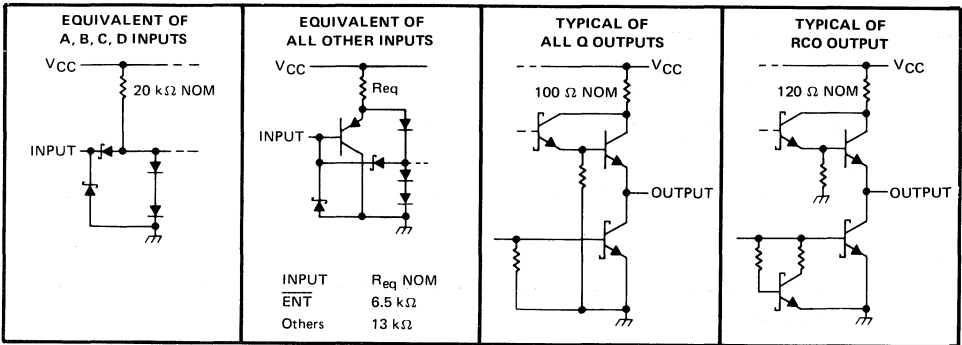 EQUIVALENT OF
A, B, C, D INPUTS
VCC
20 kΩ NOM
INPUT
EQUIVALENT OF
ALL OTHER INPUTS
VCC
Req
INPUT
INPUT Req NOM
ENT 6.5 kΩ
Others 13 kΩ
TYPICAL OF
ALL Q OUTPUTS
VCC
100 Ω NOM
OUTPUT
TYPICAL OF
RCO OUTPUT
VCC
120 Ω NOM
OUTPUT